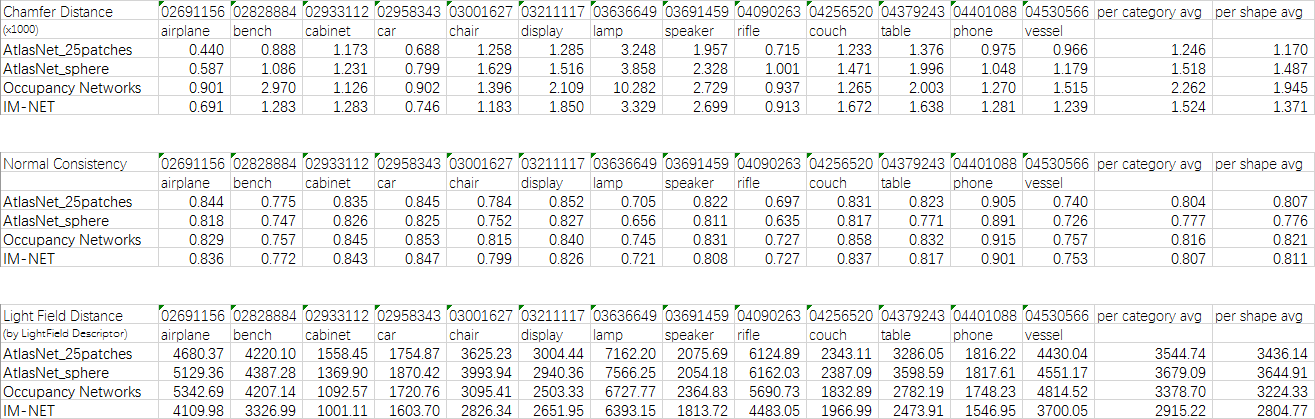 Chamfer Distance 02691156 02828884 02933112 02958343 03001627 03211117 03636649 03691459 04090263 04256520 04379243 04401088 04530566 per category avg per shape avg
(x1000) airplane bench cabinet car chair display lamp speaker rifle couch table phone vessel
AtlasNet_25patches 0.440 0.888 1.173 0.688 1.258 1.285 3.248 1.957 0.715 1.233 1.376 0.975 0.966 1.246 1.170
AtlasNet_sphere 0.587 1.086 1.231 0.799 1.629 1.516 3.858 2.328 1.001 1.471 1.996 1.048 1.179 1.518 1.487
Occupancy Networks 0.901 2.970 1.126 0.902 1.396 2.109 10.282 2.729 0.937 1.265 2.003 1.270 1.515 2.262 1.945
IM-NET 0.691 1.283 1.283 0.746 1.183 1.850 3.329 2.699 0.913 1.672 1.638 1.281 1.239 1.524 1.371
Normal Consistency 02691156 02828884 02933112 02958343 03001627 03211117 03636649 03691459 04090263 04256520 04379243 04401088 04530566 per category avg per shape avg
airplane bench cabinet car chair display lamp speaker rifle couch table phone vessel
AtlasNet_25patches 0.844 0.775 0.835 0.845 0.784 0.852 0.705 0.822 0.697 0.831 0.823 0.905 0.740 0.804 0.807
AtlasNet_sphere 0.818 0.747 0.826 0.825 0.752 0.827 0.656 0.811 0.635 0.817 0.771 0.891 0.726 0.777 0.776
Occupancy Networks 0.829 0.757 0.845 0.853 0.815 0.840 0.745 0.831 0.727 0.858 0.832 0.915 0.757 0.816 0.821
IM-NET 0.836 0.772 0.843 0.847 0.799 0.826 0.721 0.808 0.727 0.837 0.817 0.901 0.753 0.807 0.811
Light Field Distance 02691156 02828884 02933112 02958343 03001627 03211117 03636649 03691459 04090263 04256520 04379243 04401088 04530566 per category avg per shape avg
(by LightField Descriptor) airplane bench cabinet car chair display lamp speaker rifle couch table phone vessel
AtlasNet_25patches 4680.37 4220.10 1558.45 1754.87 3625.23 3004.44 7162.20 2075.69 6124.89 2343.11 3286.05 1816.22 4430.04 3544.74 3436.14
AtlasNet_sphere 5129.36 4387.28 1369.90 1870.42 3993.94 2940.36 7566.25 2054.18 6162.03 2387.09 3598.59 1817.61 4551.17 3679.09 3644.91
Occupancy Networks 5342.69 4207.14 1092.57 1720.76 3095.41 2503.33 6727.77 2364.83 5690.73 1832.89 2782.19 1748.23 4814.52 3378.70 3224.33
IM-NET 4109.98 3326.99 1001.11 1603.70 2826.34 2651.95 6393.15 1813.72 4483.05 1966.99 2473.91 1546.95 3700.05 2915.22 2804.77